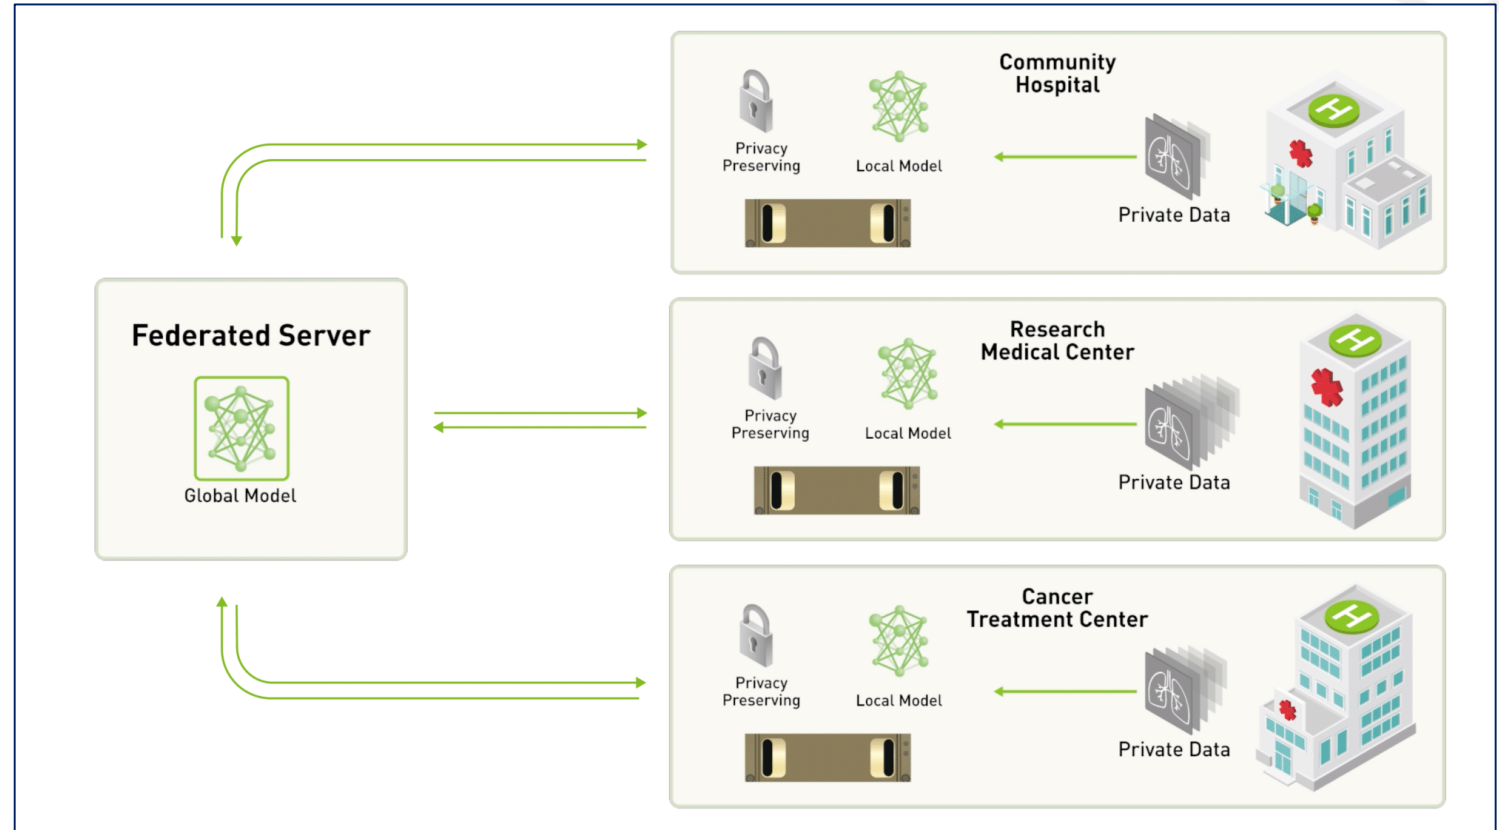 Federated Server
Global Model
Community
Hospital
Privacy
Preserving
Local Model
Private Data
H
Research
Medical Center
Privacy
Preserving
Local Model
Private Data
H
Cancer
Treatment Center
Privacy
Preserving
Local Model
Private Data
H